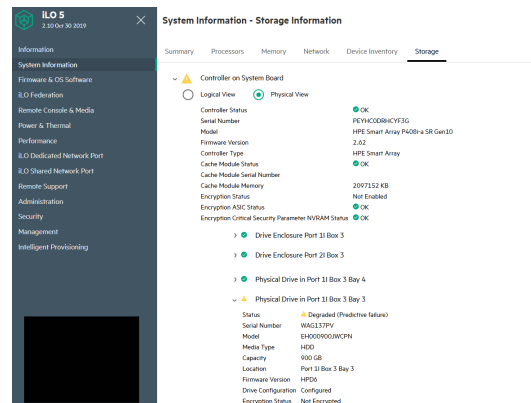 iLO 5
2.10 Oct 30 2019
System Information - Storage Information
Information
System Information
Firmware & OS Software
iLO Federation
Remote Console & Media
Power & Thermal
Performance
iLO Dedicated Network Port
iLO Shared Network Port
Remote Support
Administration
Security
Management
Intelligent Provisioning
Summary Processors Memory Network Device Inventory Storage
Controller on System Board
Logical View Physical View
Controller Status OK
Serial Number PEYHC0DRHCYF3G
Model HPE Smart Array P408i-a SR Gen10
Firmware Version 2.62
Controller Type HPE Smart Array
Cache Module Status OK
Cache Module Serial Number
Cache Module Memory 2097152 KB
Encryption Status Not Enabled
Encryption ASIC Status OK
Encryption Critical Security Parameter NVRAM Status OK
Drive Enclosure Port 1I Box 3
Drive Enclosure Port 2I Box 3
Physical Drive in Port 1I Box 3 Bay 4
Physical Drive in Port 1I Box 3 Bay 3
Status Degraded (Predictive failure)
Serial Number WAG137PV
Model EH000900JWCPN
Media Type HDD
Capacity 900 GB
Location Port 1I Box 3 Bay 3
Firmware Version HPD6
Drive Configuration Configured
Encryption Status Not Encrypted